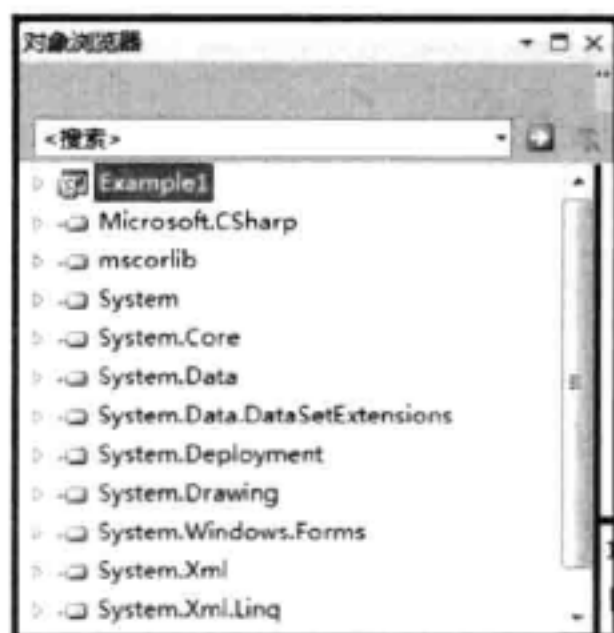 对象浏览器
<搜索>
Example1
Microsoft.CSharp
mscorlib
System
System.Core
System.Data
System.Data.DataSetExtensions
System.Deployment
System.Drawing
System.Windows.Forms
System.Xml
System.Xml.Linq